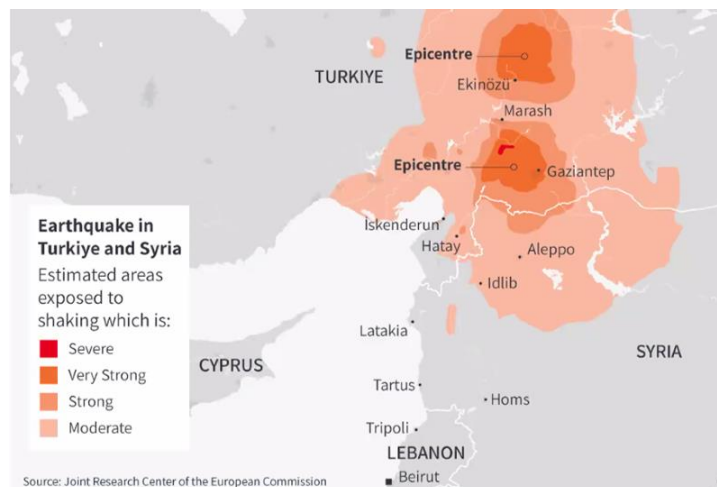 Epicentre
TURKIYE
Ekinözü
Marash
Epicentre
Gaziantep
Earthquake in
Turkiye and Syria
Estimated areas
exposed to
shaking which is:
Severe
Very Strong
Strong
Moderate
İskenderun
Hatay
Aleppo
Idlib
Latakia
SYRIA
CYPRUS
Tartus
Homs
Tripoli
LEBANON
Beirut
Source: Joint Research Center of the European Commission